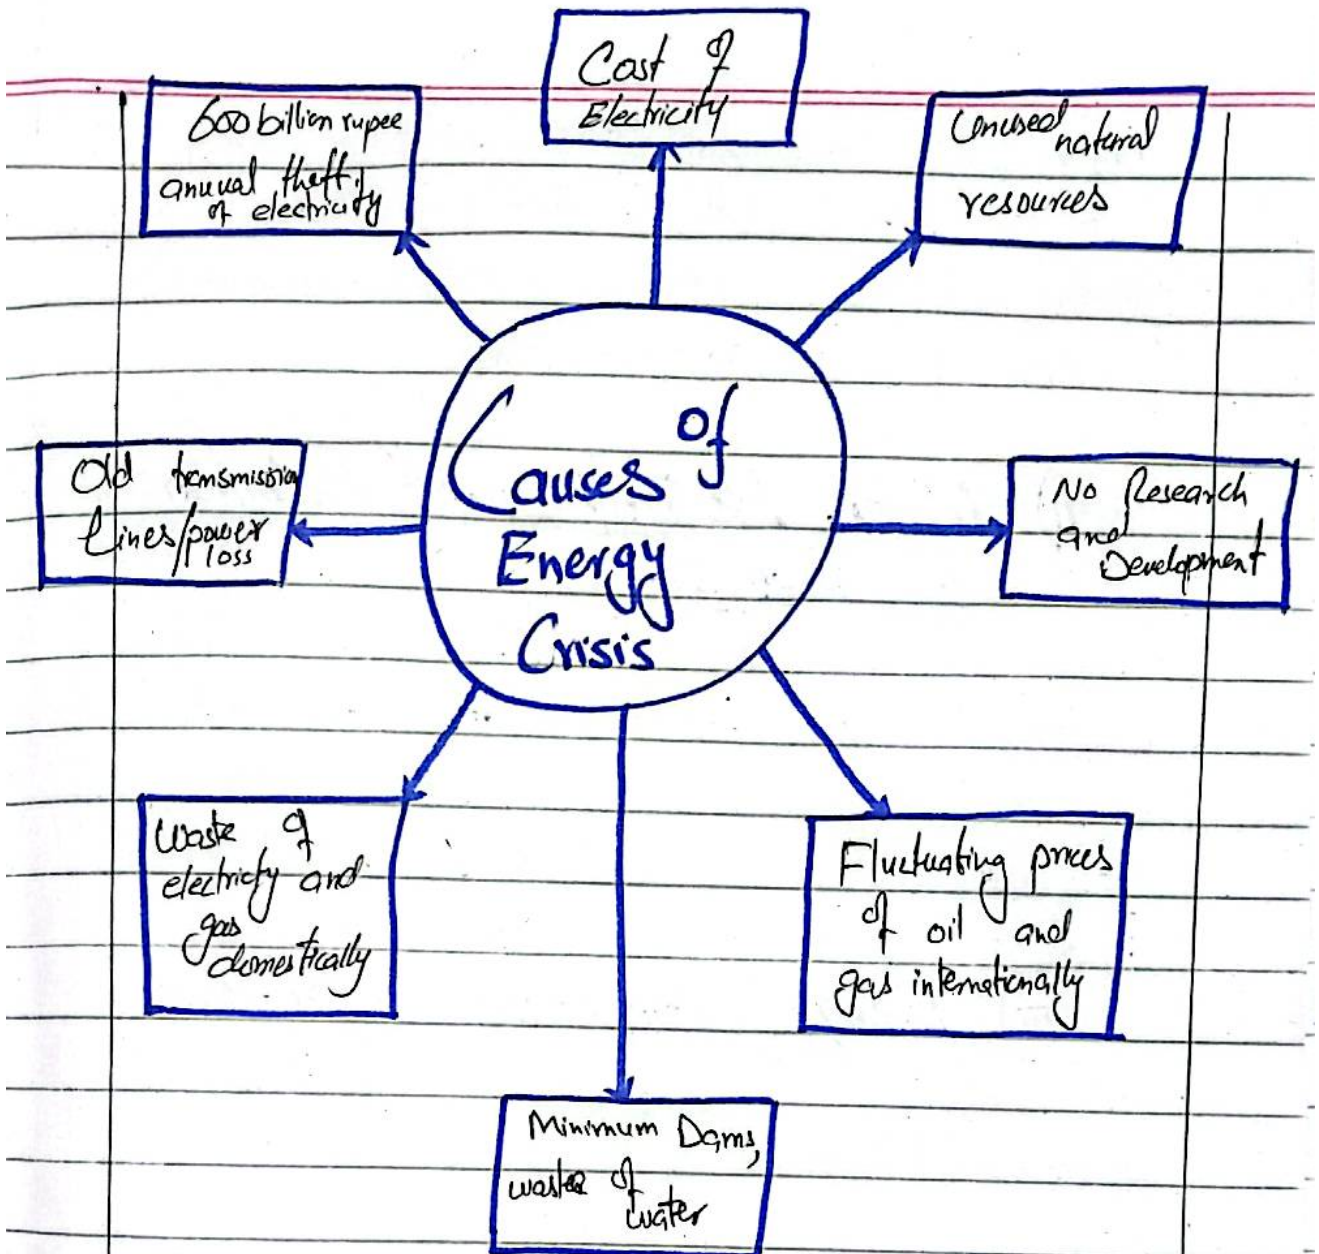 Cost of
Electricity
600 billion rupee
anuual theft
of electricity
Unused natural
resources
Causes of
Energy
Crisis
Old transmission
Lines/power
loss
No Research
and
Development
Waste of
electricty and
gas
domestically
Fluctuating prices
of oil and
gas internationally
Minimum Dams,
waste of
water